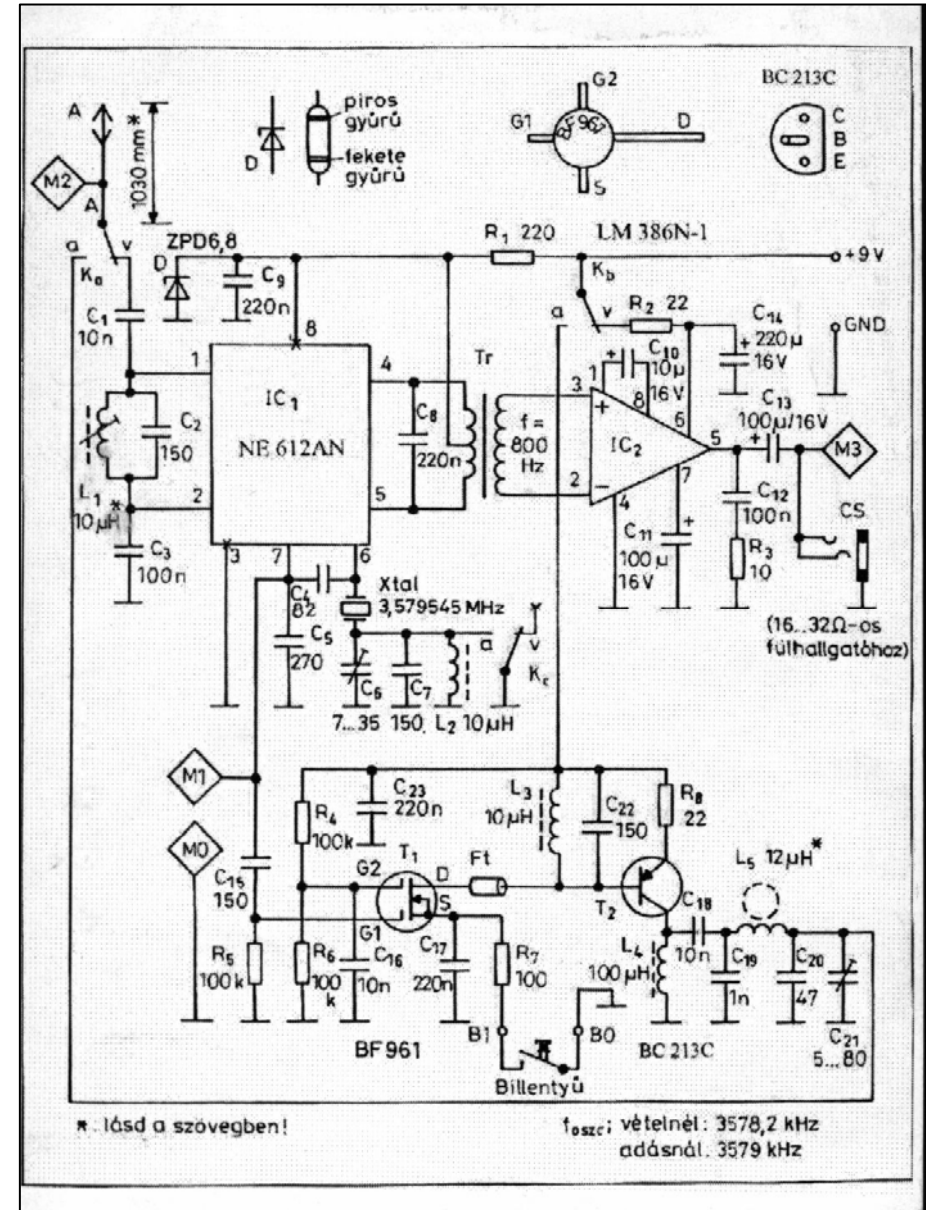 BC 213C
G2
piros
gyűrű
G1
BF 967
D
C
B
E
A
1030 mm*
D
fekete
gyűrű
S
M2
A
a
v
Ka
ZPD6,8
D
C9
220n
R1 220
LM 386N-1
Kb
+9V
a
v
R2 22
C14
220μ
16V
GND
C1
10n
8
1
4
IC1
NE 612AN
C8
220n
Tr
f =
800
Hz
3
1
C10
10μ
16V
8
6
C13
100μ/16V
IC2
5
M3
C2
150
L1
10μH*
2
5
2
4
7
C12
100n
CS
C3
100n
3
7
6
C11
100μ
16V
R3
10
C4
82
Xtal
3,579545 MHz
C5
270
a
v
Kc
(16...32Ω-os
fülhallgatóhoz)
C6
7...35
C7
150
L2 10μH
M1
M0
R4
100k
C23
220n
L3
10μH
C22
150
R8
22
L5 12μH*
C15
150
G2
T1
D
S
G1
Ft
T2
C18
10n
R5
100k
R6
100
k
C16
10n
C17
220n
R7
100
L4
100μH
C19
1n
C20
47
C21
5...80
BF 961
B1
B0
BC 213C
Billentyű
*: lásd a szövegben!
foszc; vételnél: 3578,2 kHz
adásnál: 3579 kHz